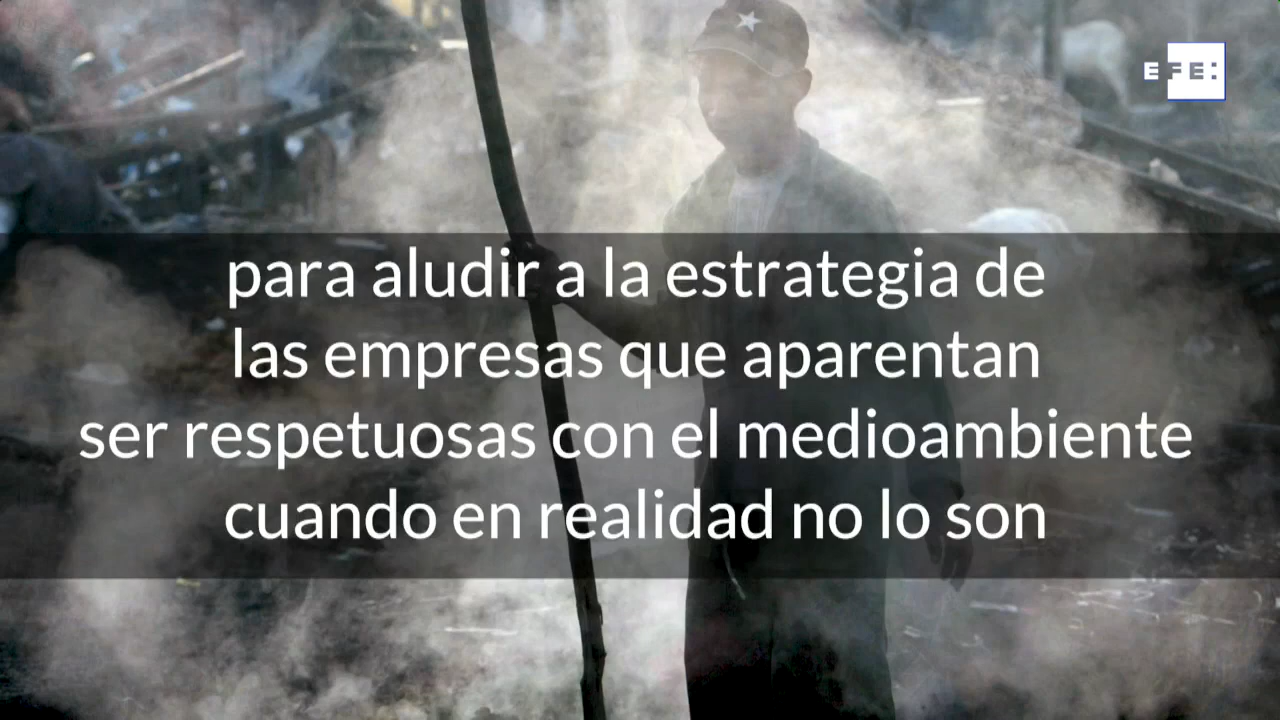 EFE:
para aludir a la estrategia de
las empresas que aparentan
ser respetuosas con el medioambiente
cuando en realidad no lo son